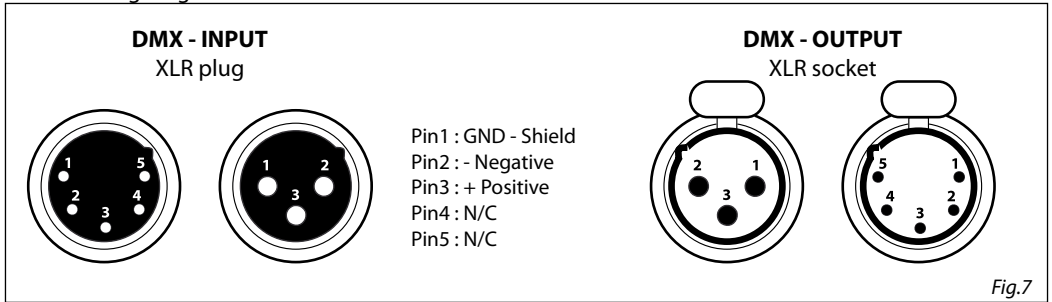 DMX - INPUT
XLR plug
1 5
2 4
3
1 2
3
Pin1 : GND - Shield
Pin2 : - Negative
Pin3 : + Positive
Pin4 : N/C
Pin5 : N/C
DMX - OUTPUT
XLR socket
2 1
3
5 1
4 2
3
Fig.7